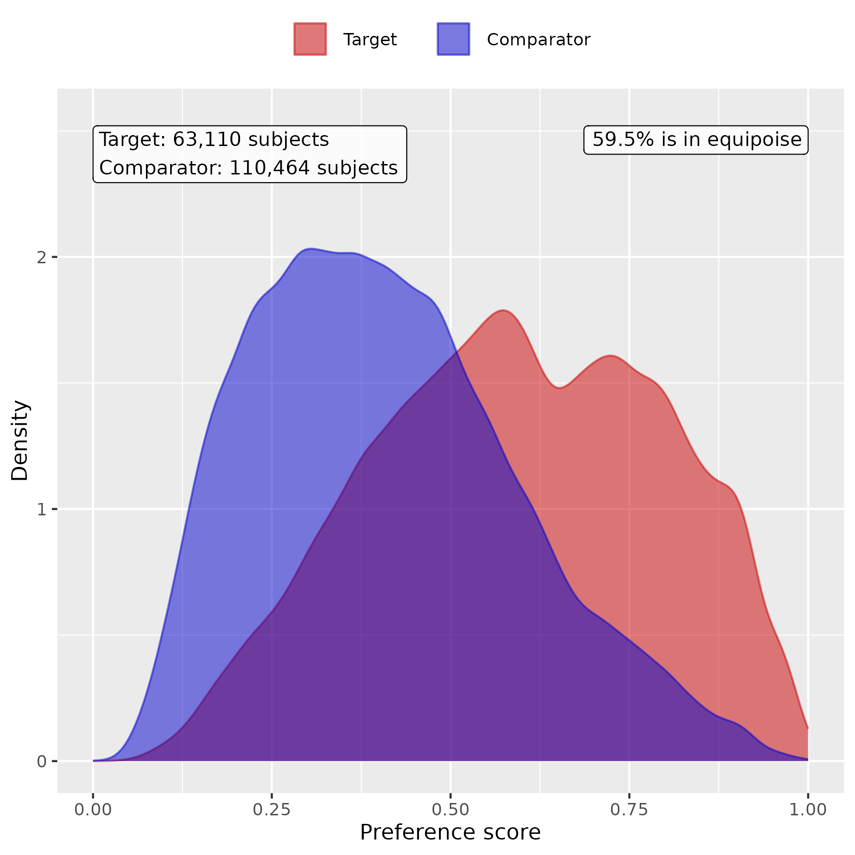 Target
Comparator
Target: 63,110 subjects
Comparator: 110,464 subjects
59.5% is in equipoise
Density
2
1
0
0.00
0.25
0.50
0.75
1.00
Preference score